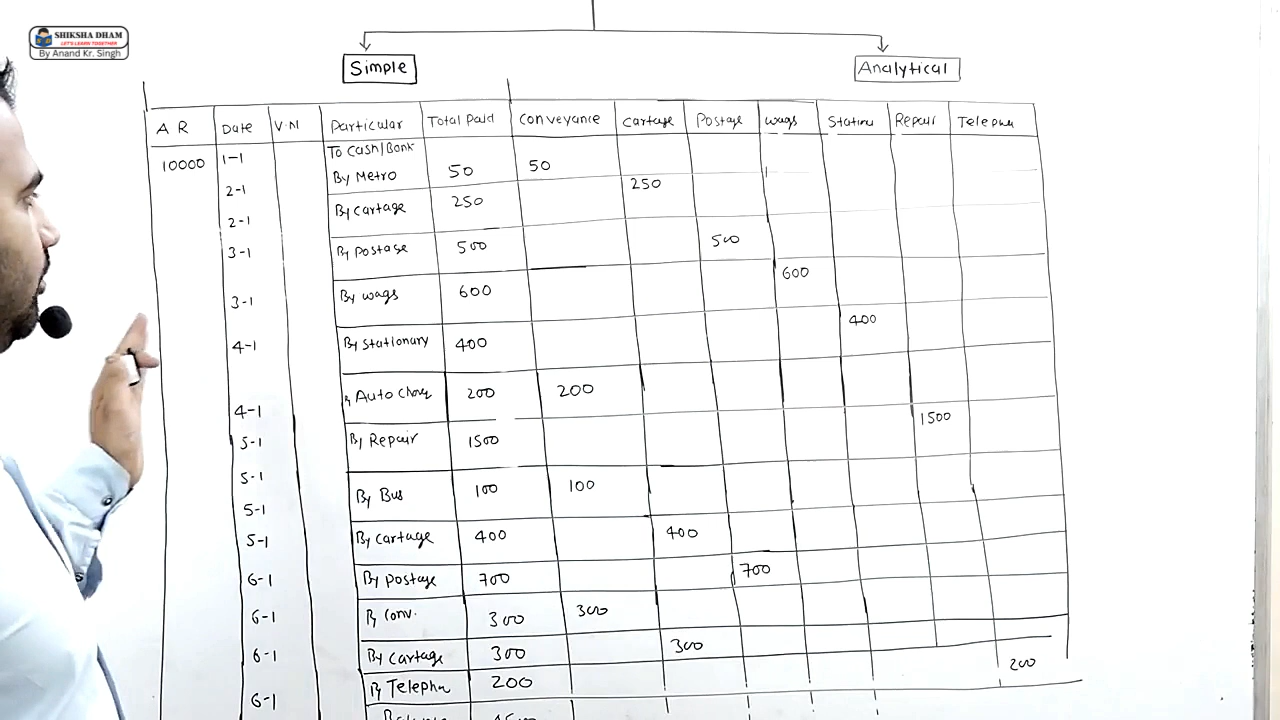 SHIKSHA DHAM
LET'S LEARN TOGETHER
By Anand Kr. Singh
Simple
Analytical
A R Date V.N Particular Total Paid Conveyance Cartage Postage Wags Repair
10000 1-1 To Cash/Bank
By Metro 50 50
2-1 250
By Cartage 250
2-1
3-1 By Postage 500 500
600
3-1 By Wags 600
400
4-1 By Stationary 400
Auto 200 200
4-1 1500
5-1 By Repair 1500
5-1
By Bus 100 100
5-1
5-1 By Cartage 400 400
6-1 By Postage 700 700
6-1 By Conv. 300 300
6-1 By Cartage 300 300
200
By 200
6-1